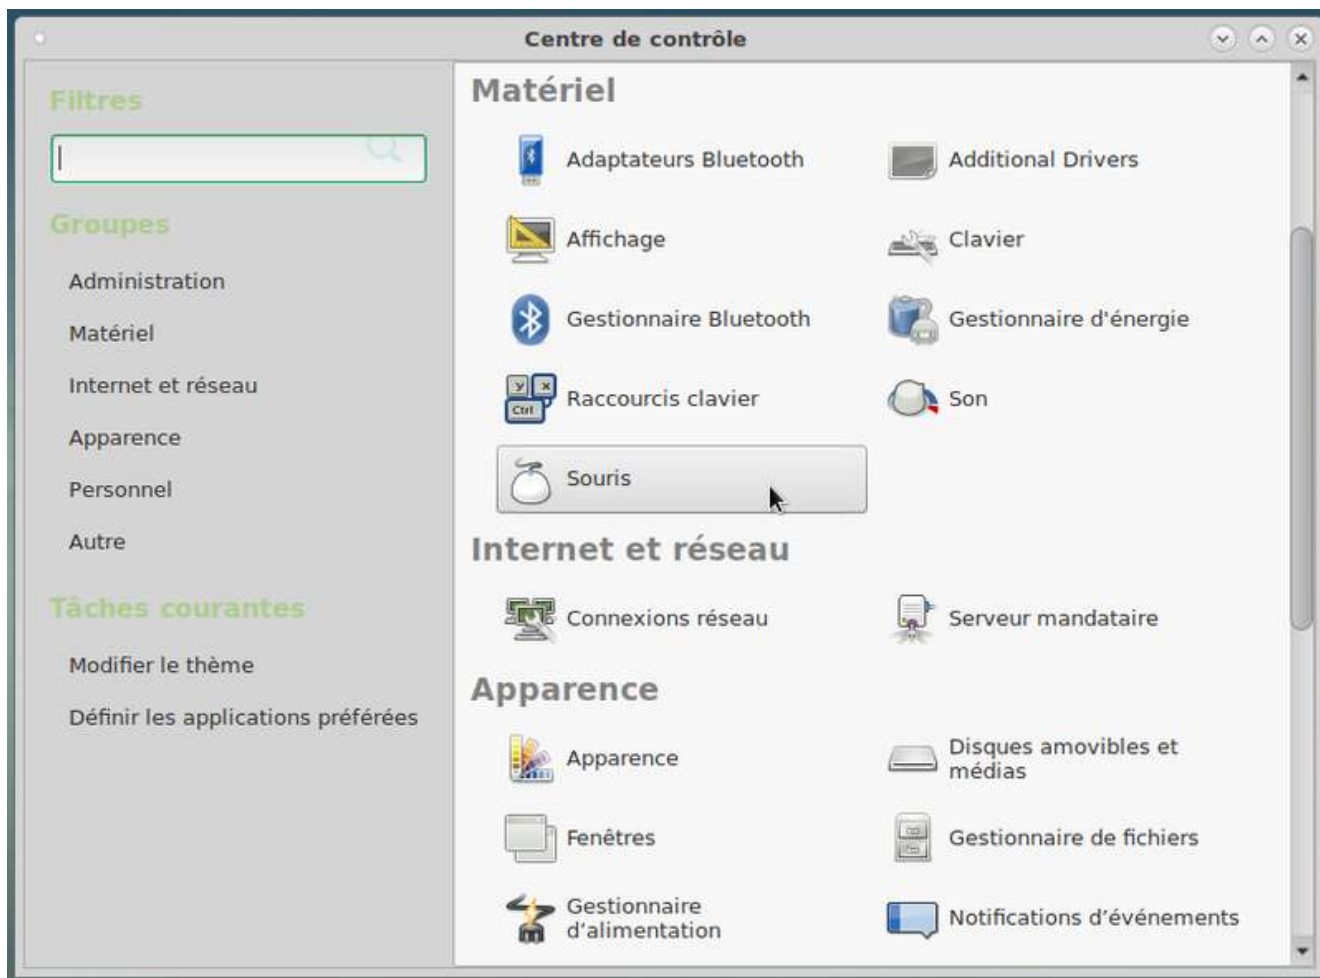 Centre de contrôle
Filtres
Groupes
Administration
Matériel
Internet et réseau
Apparence
Personnel
Autre
Tâches courantes
Modifier le thème
Définir les applications préférées
Matériel
Adaptateurs Bluetooth
Additional Drivers
Affichage
Clavier
Gestionnaire Bluetooth
Gestionnaire d'énergie
Y X
Ctrl
Raccourcis clavier
Son
Souris
Internet et réseau
Connexions réseau
Serveur mandataire
Apparence
Apparence
Disques amovibles et
médias
Fenêtres
Gestionnaire de fichiers
Gestionnaire
d’alimentation
Notifications d’événements